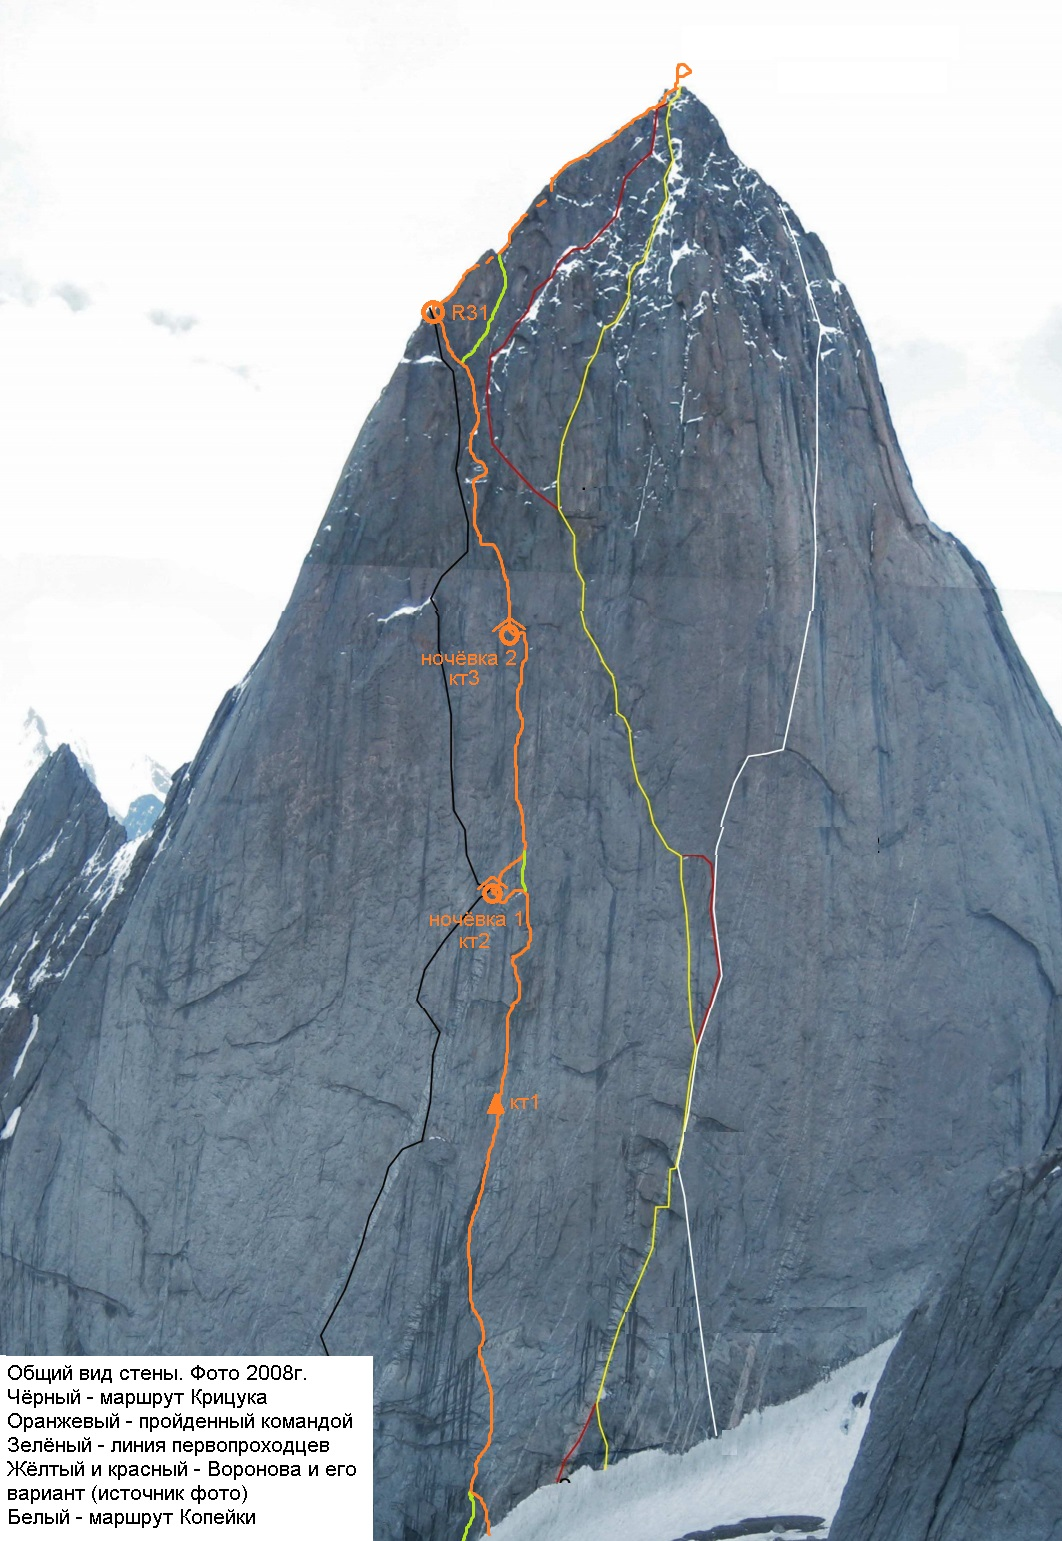 R31
ночёвка 2
кт3
ночёвка 1
кт2
кт1
Общий вид стены. Фото 2008г.
Чёрный - маршрут Крицука
Оранжевый - пройденный командой
Зелёный - линия первопроходцев
Жёлтый и красный - Воронова и его
вариант (источник фото)
Белый - маршрут Копейки